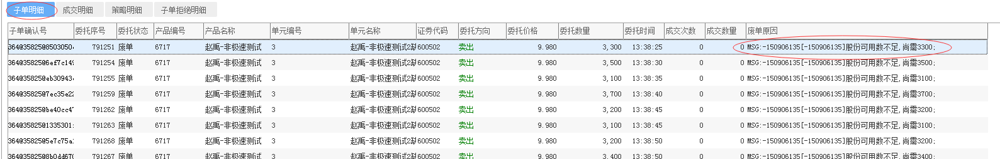 子单明细 成交明细 策略明细 子单拒绝明细
子单确认号 委托序号 委托状态 产品编号 产品名称 单元编号 单元名称 证券代码 委托方向 委托价格 委托数量 委托时间 成交次数 成交数量 废单原因
364@35825@8503050 791251 废单 6717 赵禹-非极速测试 3 赵禹-非极速测试2 600502 卖出 9.980 3,300 13:38:25 0 0 MSG:-150906135[-150906135]股份可用数不足,尚需3300;
364@35825@6ef7c149 791254 废单 6717 赵禹-非极速测试 3 赵禹-非极速测试2 600502 卖出 9.980 3,500 13:38:30 0 0 MSG:-150906135[-150906135]股份可用数不足,尚需3500;
364@35825@eb30943 791255 废单 6717 赵禹-非极速测试 3 赵禹-非极速测试2 600502 卖出 9.980 3,100 13:38:35 0 0 MSG:-150906135[-150906135]股份可用数不足,尚需3100;
364@35825@7ec35e22 791259 废单 6717 赵禹-非极速测试 3 赵禹-非极速测试2 600502 卖出 9.980 3,700 13:38:40 0 0 MSG:-150906135[-150906135]股份可用数不足,尚需3700;
364@35825@be40cc4 791262 废单 6717 赵禹-非极速测试 3 赵禹-非极速测试2 600502 卖出 9.980 3,200 13:38:45 0 0 MSG:-150906135[-150906135]股份可用数不足,尚需3200;
364@35825@1335301 791263 废单 6717 赵禹-非极速测试 3 赵禹-非极速测试2 600502 卖出 9.980 3,100 13:38:45 0 0 MSG:-150906135[-150906135]股份可用数不足,尚需3100;
364@35825@5e7c75a 791268 废单 6717 赵禹-非极速测试 3 赵禹-非极速测试2 600502 卖出 9.980 3,200 13:38:50 0 0 MSG:-150906135[-150906135]股份可用数不足,尚需3200;
364@35825@8b0dd670 791267 废单 6717 赵禹-非极速测试 3 赵禹-非极速测试2 600502 卖出 9.980 3,400 13:38:50 0 0 MSG:-150906135[-150906135]股份可用数不足,尚需3400;